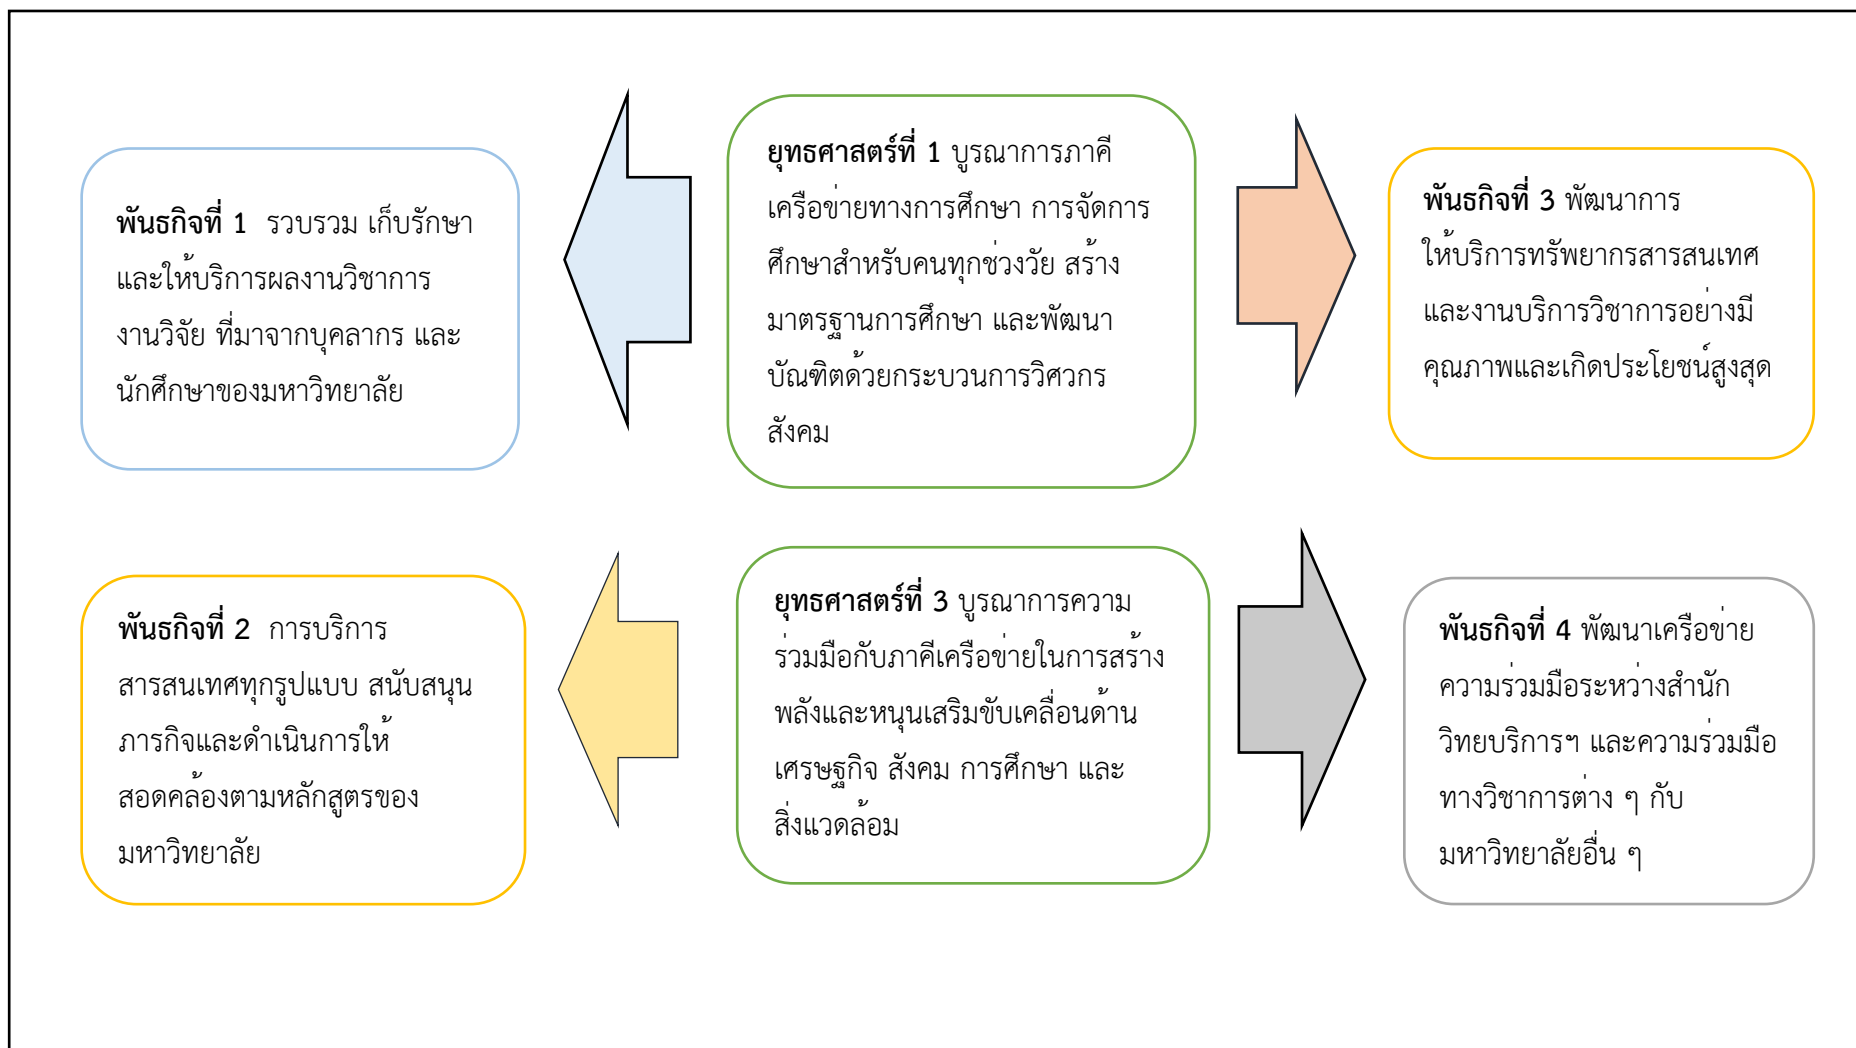 พันธกิจที่ 1 รวบรวม เก็บรักษา
และให้บริการผลงานวิชาการ
งานวิจัย ที่มาจากบุคลากร และ
นักศึกษาของมหาวิทยาลัย
ยุทธศาสตร์ที่ 1 บูรณาการภาคี
เครือข่ายทางการศึกษา การจัดการ
ศึกษาสำหรับคนทุกช่วงวัย สร้าง
มาตรฐานการศึกษา และพัฒนา
บัณฑิตด้วยกระบวนการวิศวกร
สังคม
พันธกิจที่ 3 พัฒนาการ
ให้บริการทรัพยากรสารสนเทศ
และงานบริการวิชาการอย่างมี
คุณภาพและเกิดประโยชน์สูงสุด
พันธกิจที่ 2 การบริการ
สารสนเทศทุกรูปแบบ สนับสนุน
ภารกิจและดำเนินการให้
สอดคล้องตามหลักสูตรของ
มหาวิทยาลัย
ยุทธศาสตร์ที่ 3 บูรณาการความ
ร่วมมือกับภาคีเครือข่ายในการสร้าง
พลังและหนุนเสริมขับเคลื่อนด้าน
เศรษฐกิจ สังคม การศึกษา และ
สิ่งแวดล้อม
พันธกิจที่ 4 พัฒนาเครือข่าย
ความร่วมมือระหว่างสำนัก
วิทยบริการฯ และความร่วมมือ
ทางวิชาการต่าง ๆ กับ
มหาวิทยาลัยอื่น ๆ